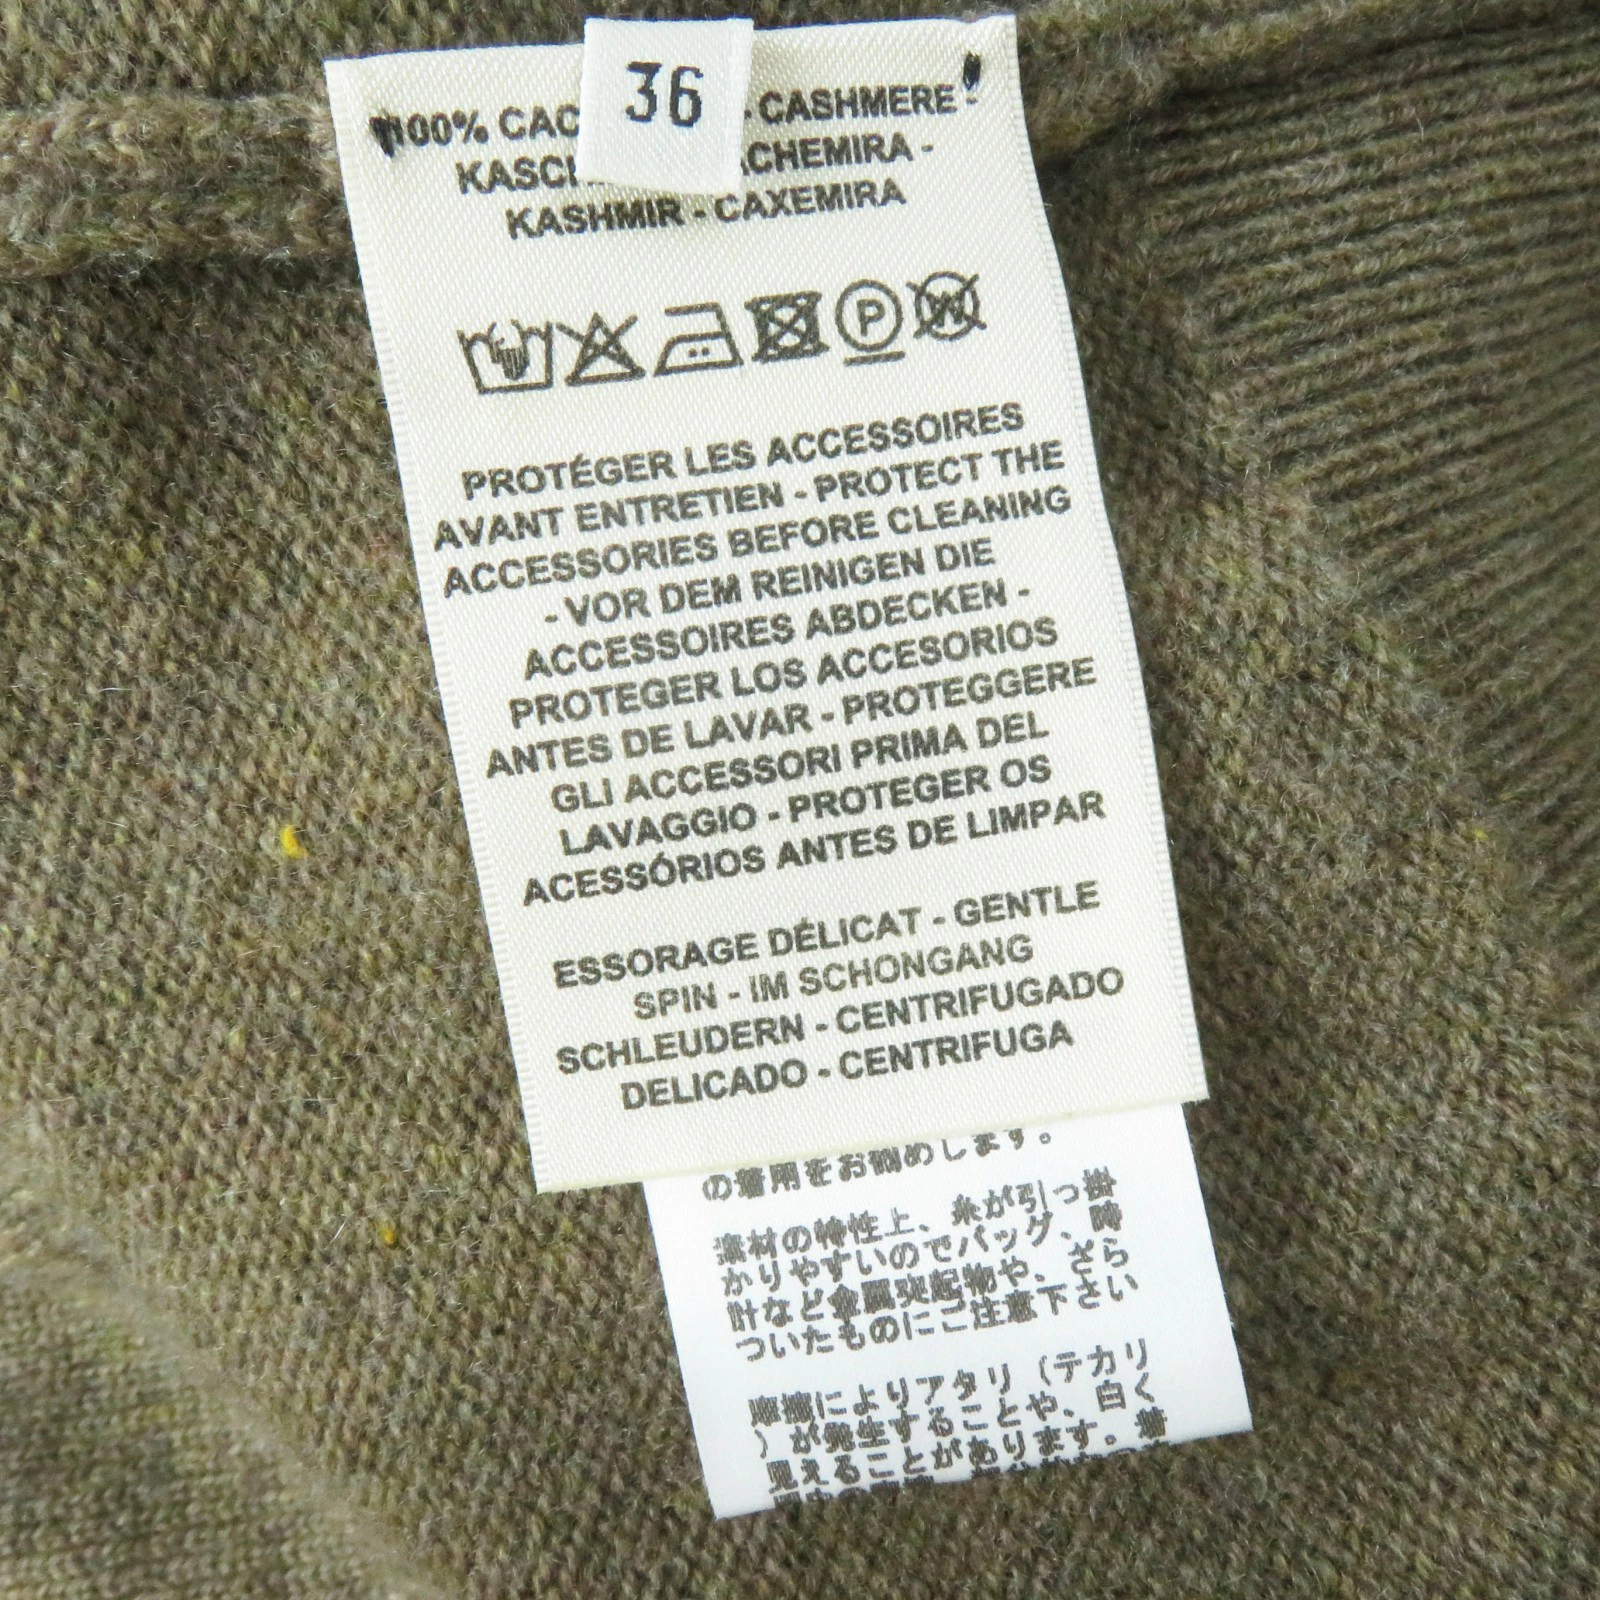 36
100% CAC - CASHMERE -
KASCH ACHEMIRA -
KASHMIR - CAXEMIRA
P W
PROTÉGER LES ACCESSOIRES
AVANT ENTRETIEN - PROTECT THE
ACCESSORIES BEFORE CLEANING
- VOR DEM REINIGEN DIE
ACCESSOIRES ABDECKEN -
PROTEGER LOS ACCESORIOS
ANTES DE LAVAR - PROTEGGERE
GLI ACCESSORI PRIMA DEL
LAVAGGIO - PROTEGER OS
ACESSÓRIOS ANTES DE LIMPAR
ESSORAGE DÉLICAT - GENTLE
SPIN - IM SCHONGANG
SCHLEUDERN - CENTRIFUGADO
DELICADO - CENTRIFUGA
の着用をお勧めします。
素材の特性上、糸が引っ掛
かりやすいのでバッグ、時
計など金属突起物や、ざら
ついたものにご注意下さい
摩擦によりアタリ(テカリ
)が発生することや、白く
見えることがあります。着